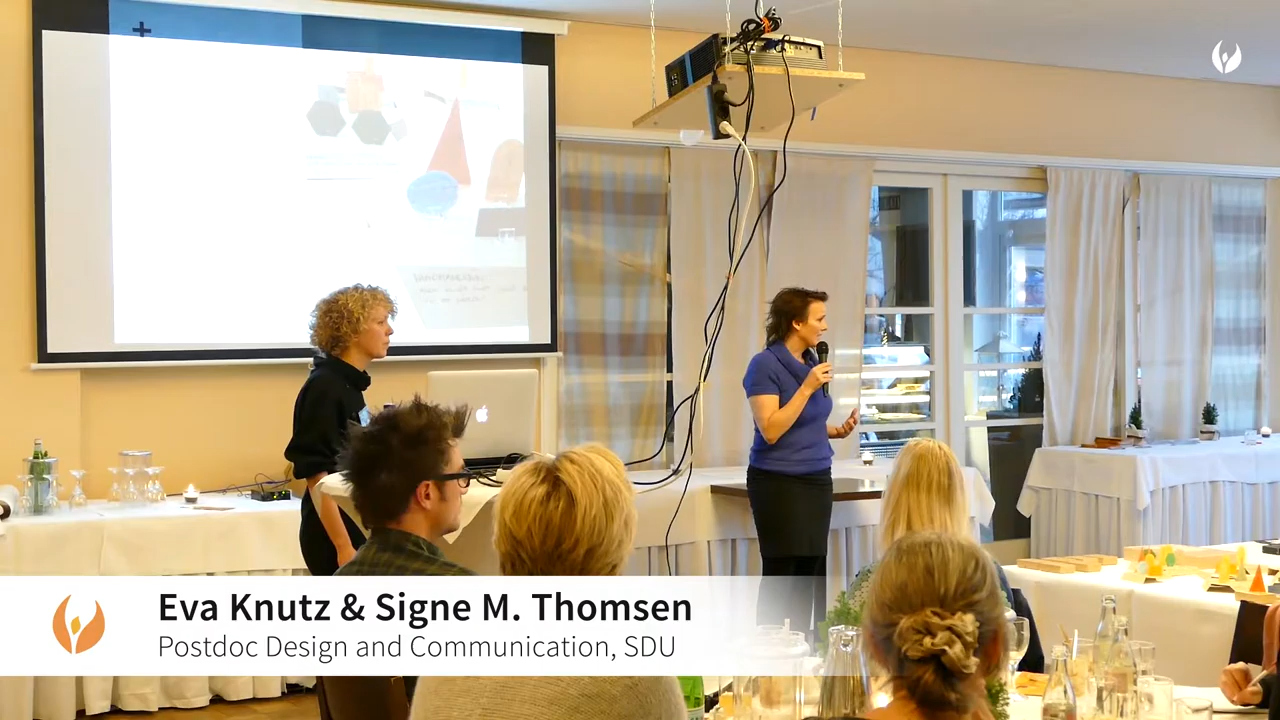 Eva Knutz & Signe M. Thomsen
Postdoc Design and Communication, SDU